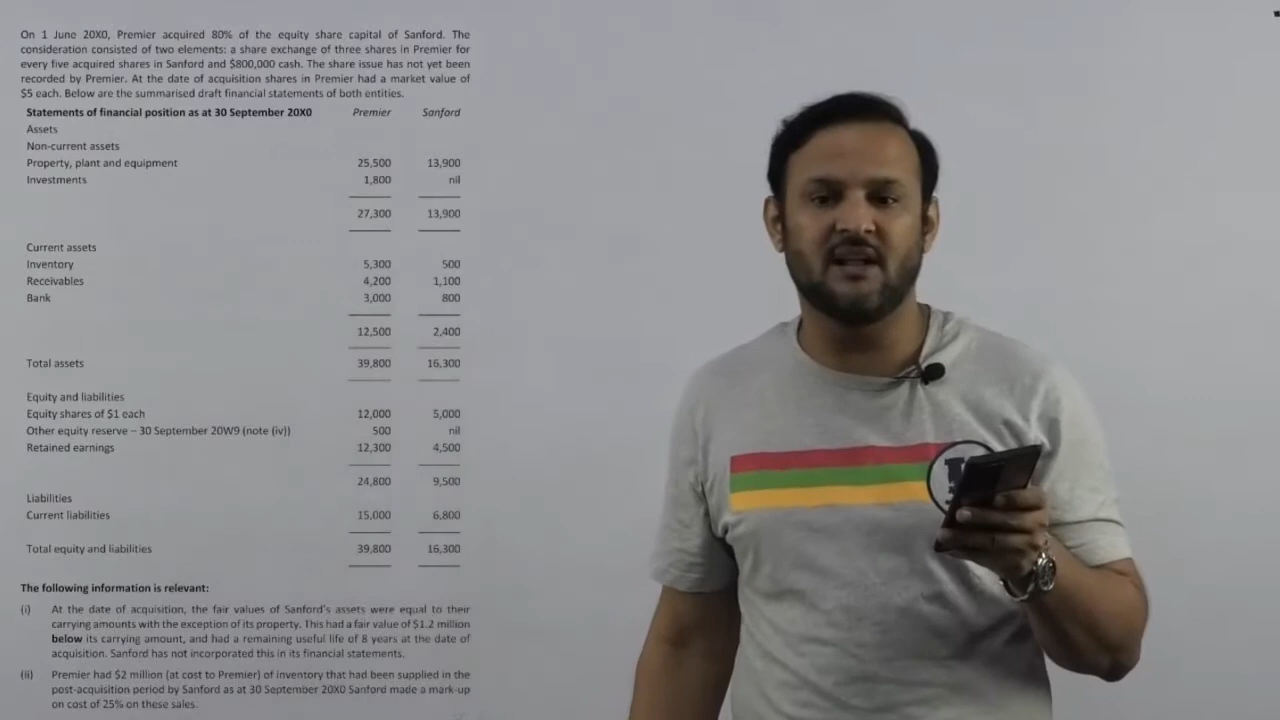 On 1 June 20X0, Premier acquired 80% of the equity share capital of Sanford. The
consideration consisted of two elements: a share exchange of three shares in Premier for
every five acquired shares in Sanford and $800,000 cash. The share issue has not yet been
recorded by Premier. At the date of acquisition shares in Premier had a market value of
$5 each. Below are the summarised draft financial statements of both entities.
Statements of financial position as at 30 September 20X0 Premier Sanford
Assets
Non-current assets
Property, plant and equipment 25,500 13,900
Investments 1,800 nil
27,300 13,900
Current assets
Inventory 5,300 500
Receivables 4,200 1,100
Bank 3,000 800
12,500 2,400
Total assets 39,800 16,300
Equity and liabilities
Equity shares of $1 each 12,000 5,000
Other equity reserve – 30 September 20W9 (note (iv)) 500 nil
Retained earnings 12,300 4,500
24,800 9,500
Liabilities
Current liabilities 15,000 6,800
Total equity and liabilities 39,800 16,300
The following information is relevant:
(i) At the date of acquisition, the fair values of Sanford's assets were equal to their
carrying amounts with the exception of its property. This had a fair value of $1.2 million
below its carrying amount, and had a remaining useful life of 8 years at the date of
acquisition. Sanford has not incorporated this in its financial statements.
(ii) Premier had $2 million (at cost to Premier) of inventory that had been supplied in the
post-acquisition period by Sanford as at 30 September 20X0 Sanford made a mark-up
on cost of 25% on these sales.